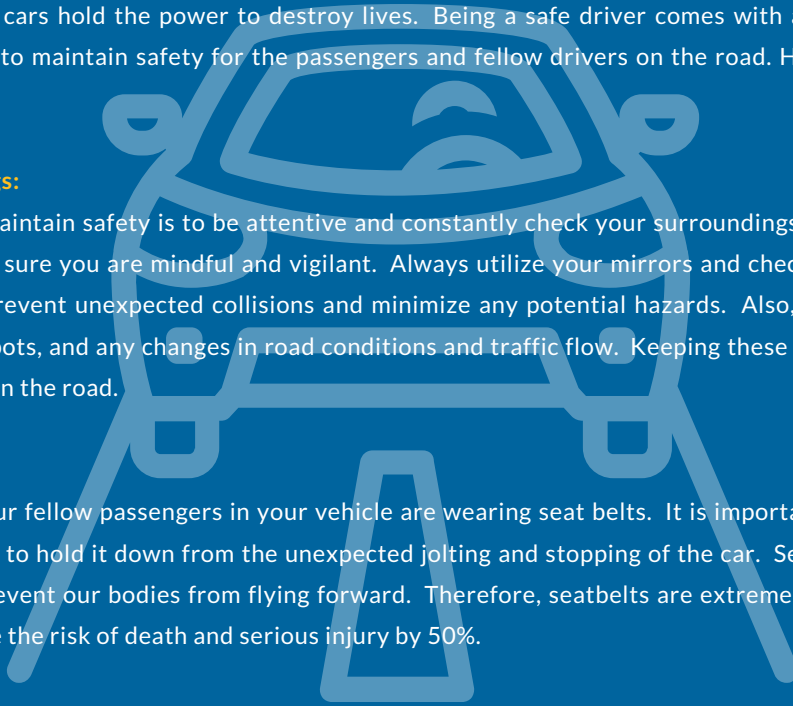 cars hold the power to destroy lives. Being a safe driver comes with
to maintain safety for the passengers and fellow drivers on the road.
s:
aintain safety is to be attentive and constantly check your surroundings
sure you are mindful and vigilant. Always utilize your mirrors and chec
revent unexpected collisions and minimize any potential hazards. Also,
ots, and any changes in road conditions and traffic flow. Keeping these
n the road.
ur fellow passengers in your vehicle are wearing seat belts. It is importa
to hold it down from the unexpected jolting and stopping of the car. Se
event our bodies from flying forward. Therefore, seatbelts are extreme
the risk of death and serious injury by 50%.